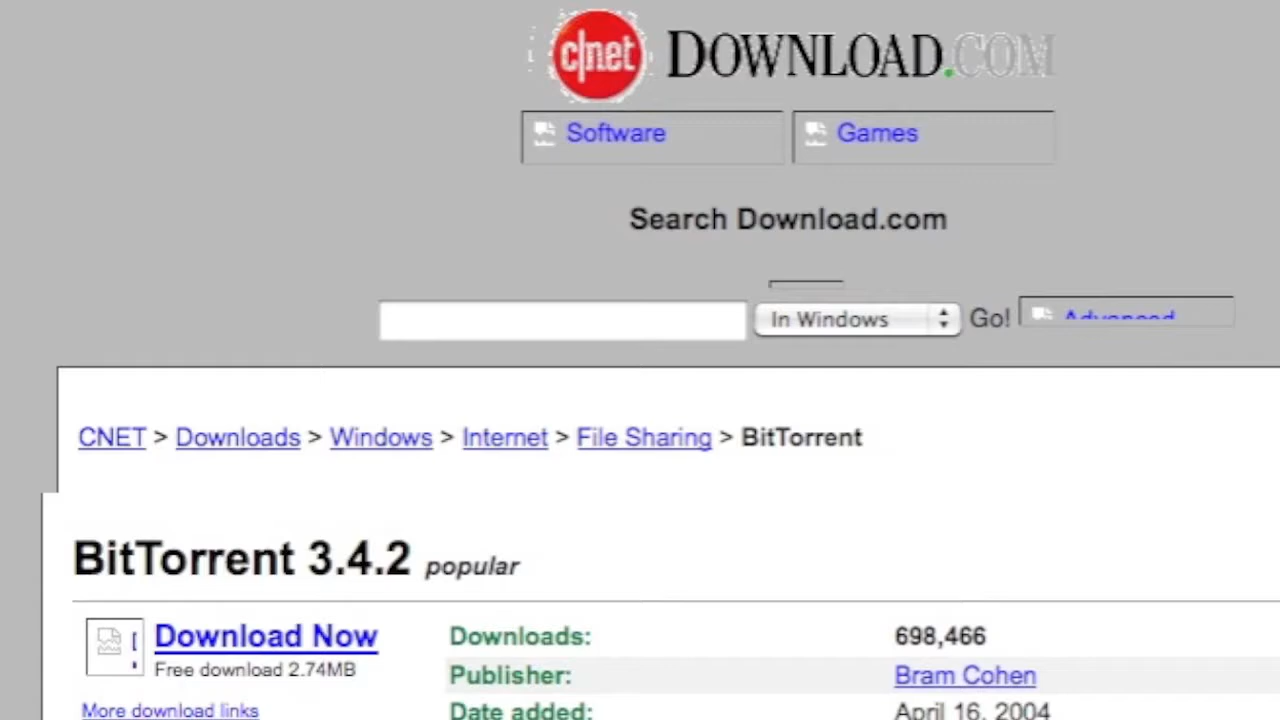 c|net DOWNLOAD.COM
Software Games
Search Download.com
In Windows Go! Advanced
CNET > Downloads > Windows > Internet > File Sharing > BitTorrent
BitTorrent 3.4.2 popular
Download Now Downloads: 698,466
Free download 2.74MB Publisher: Bram Cohen
More download links Date added: April 16, 2004